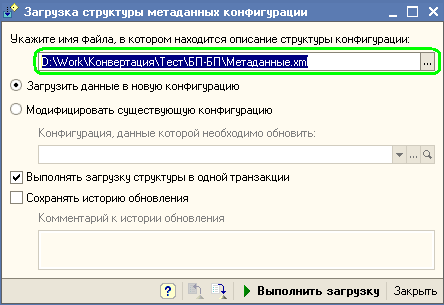 Загрузка структуры метаданных конфигурации
Укажите имя файла, в котором находится описание структуры конфигурации:
D:\Work\Конвертация\Тест\БП-БП\Метаданные.xml
...
Загрузить данные в новую конфигурацию
Модифицировать существующую конфигурацию
Конфигурация, данные которой необходимо обновить:
...
Выполнять загрузку структуры в одной транзакции
Сохранять историю обновления
Комментарий к истории обновления
? Выполнить загрузку Закрыть